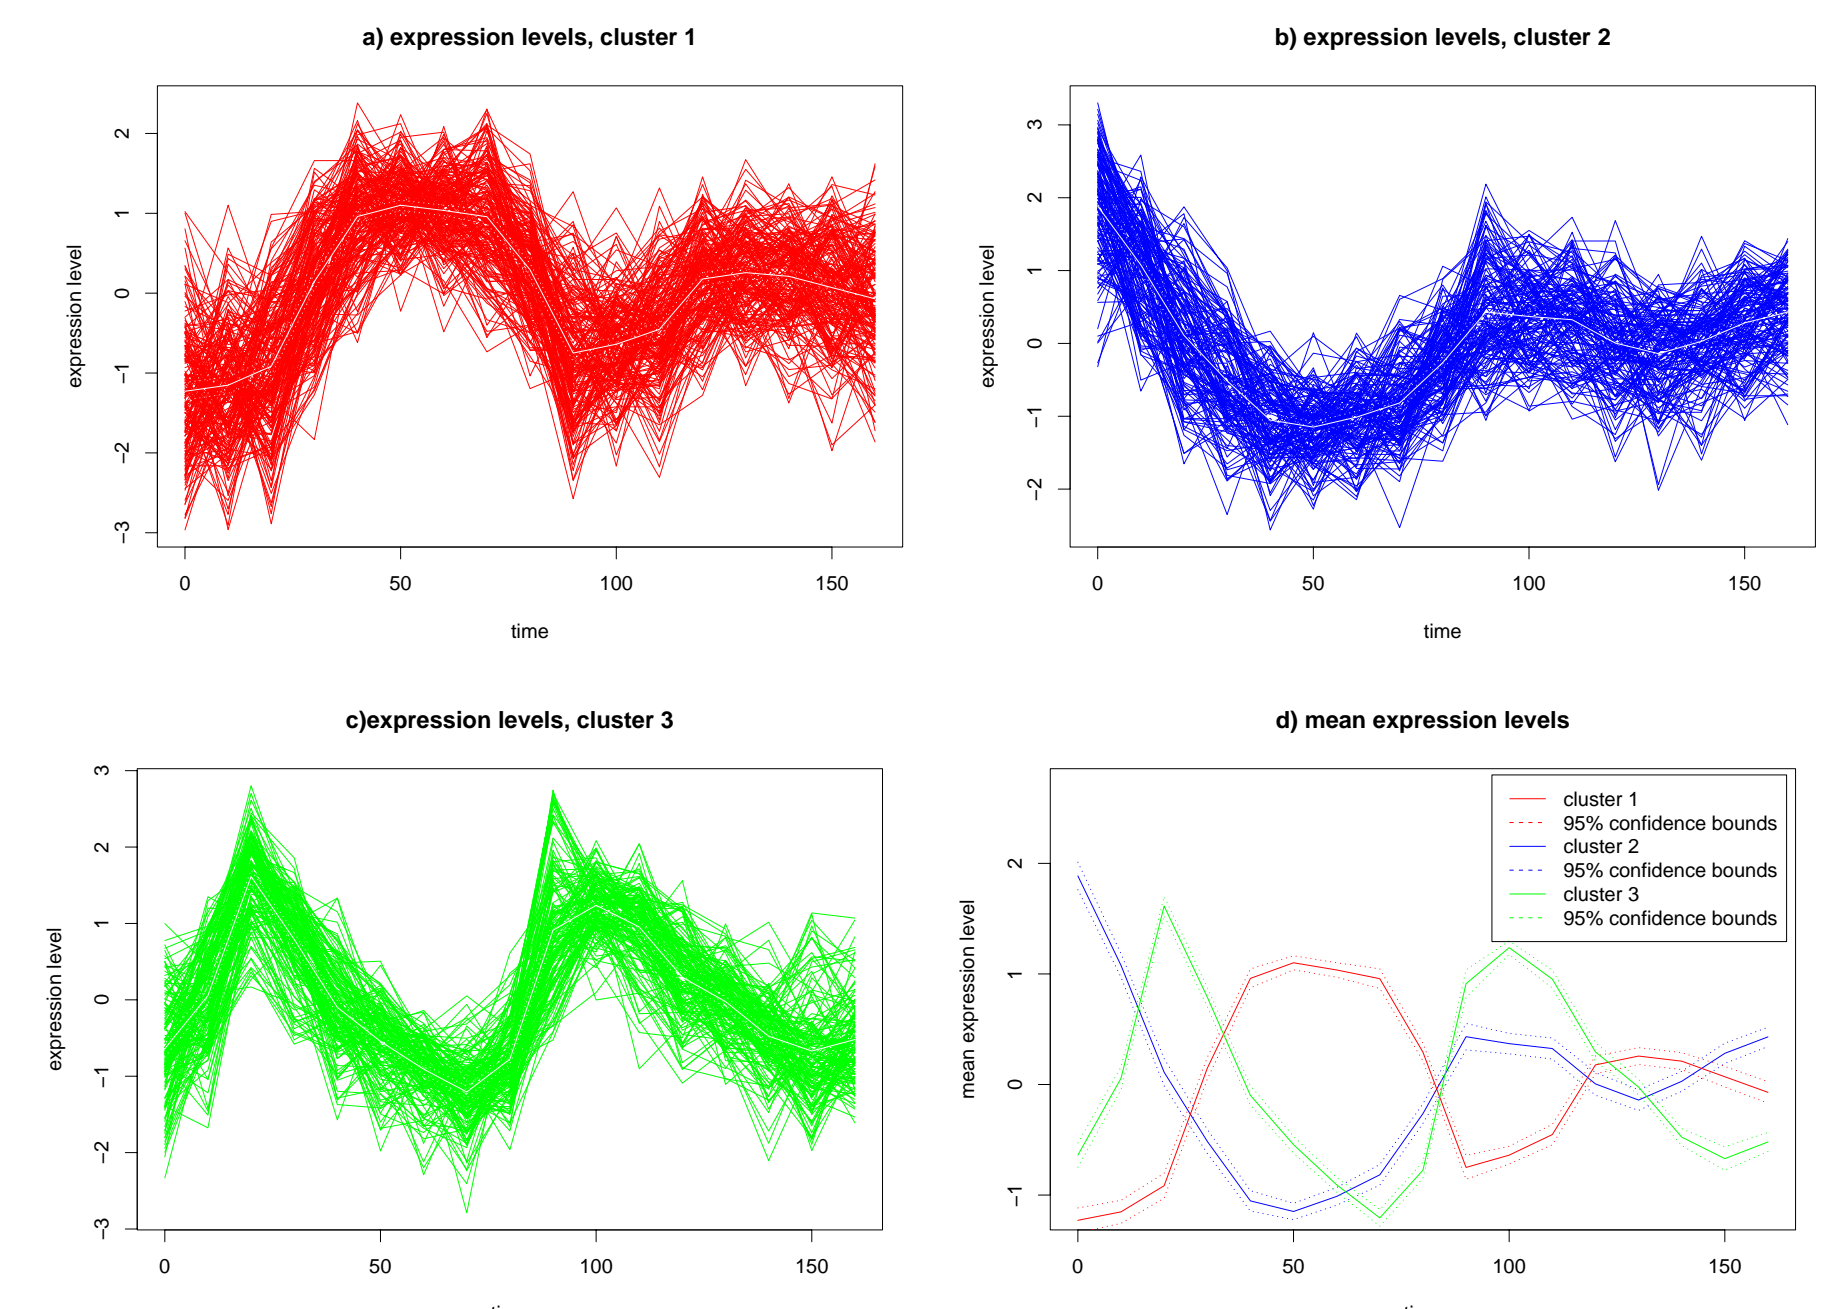 a) expression levels, cluster 1
expression level
2
1
0
−1
−2
−3
0 50 100 150
time
b) expression levels, cluster 2
expression level
3
2
1
0
−1
−2
0 50 100 150
time
c)expression levels, cluster 3
expression level
3
2
1
0
−1
−2
−3
0 50 100 150
d) mean expression levels
mean expression level
2
1
0
−1
cluster 1
95% confidence bounds
cluster 2
95% confidence bounds
cluster 3
95% confidence bounds
0 50 100 150